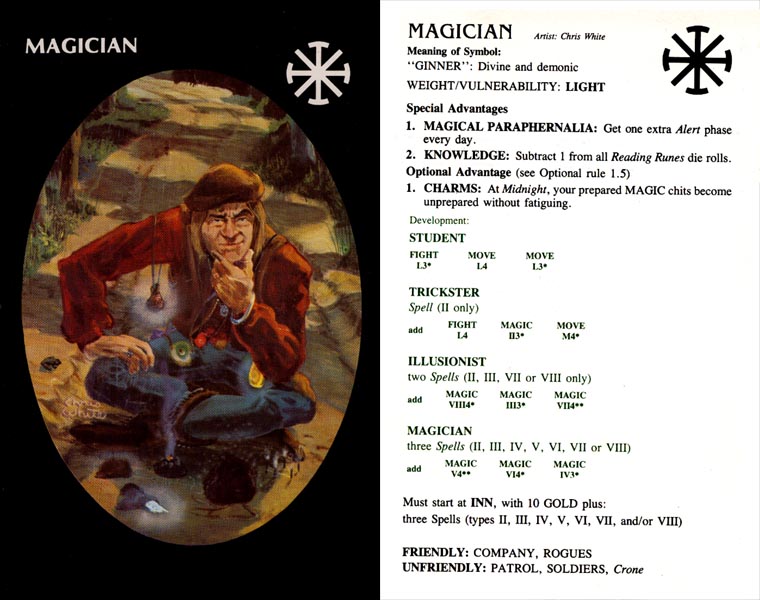 MAGICIAN
Chris
White
MAGICIAN Artist: Chris White
Meaning of Symbol:
"GINNER": Divine and demonic
WEIGHT/VULNERABILITY: LIGHT
Special Advantages
1. MAGICAL PARAPHERNALIA: Get one extra Alert phase
every day.
2. KNOWLEDGE: Subtract 1 from all Reading Runes die rolls.
Optional Advantage (see Optional rule 1.5)
1. CHARMS: At Midnight, your prepared MAGIC chits become
unprepared without fatiguing.
Development:
STUDENT
FIGHT MOVE MOVE
L3* L4 L3*
TRICKSTER
Spell (II only)
add FIGHT MAGIC MOVE
L4 II3* M4*
ILLUSIONIST
two Spells (II, III, VII or VIII only)
add MAGIC MAGIC MAGIC
VIII4* III3* VII4**
MAGICIAN
three Spells (II, III, IV, V, VI, VII or VIII)
add MAGIC MAGIC MAGIC
V4** VI4* IV3*
Must start at INN, with 10 GOLD plus:
three Spells (types II, III, IV, V, VI, VII, and/or VIII)
FRIENDLY: COMPANY, ROGUES
UNFRIENDLY: PATROL, SOLDIERS, Crone